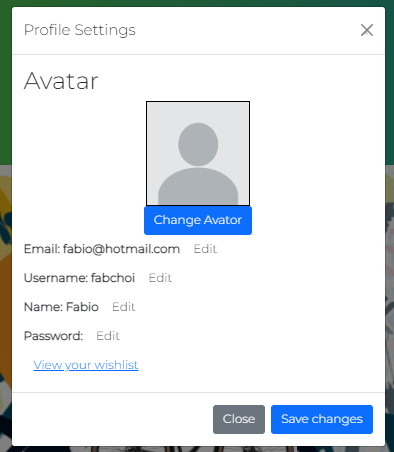 Profile Settings
Avatar
Change Avator
Email: fabio@hotmail.com Edit
Username: fabchoi Edit
Name: Fabio Edit
Password: Edit
View your wishlist
Close Save changes